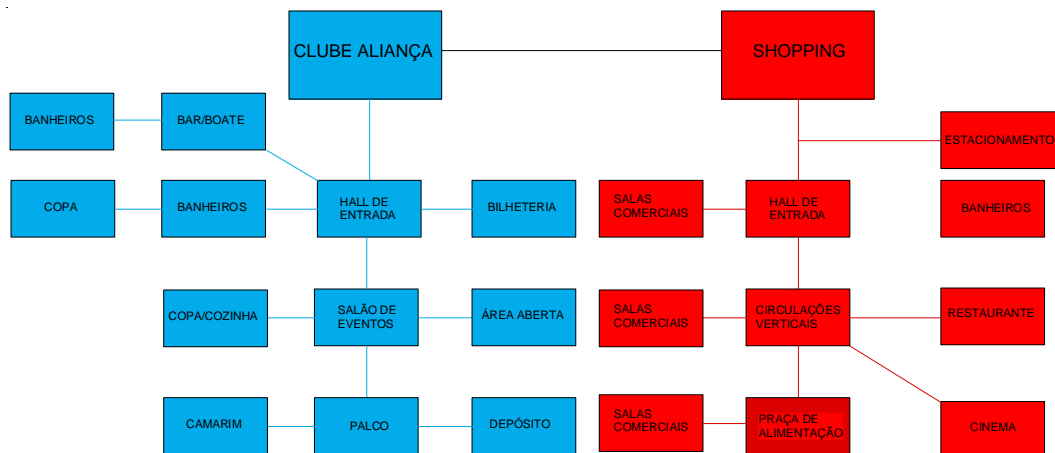 CLUBE ALIANÇA
SHOPPING
BANHEIROS
BAR/BOATE
ESTACIONAMENTO
COPA
BANHEIROS
HALL DE
ENTRADA
BILHETERIA
SALAS
COMERCIAIS
HALL DE
ENTRADA
BANHEIROS
COPA/COZINHA
SALÃO DE
EVENTOS
ÁREA ABERTA
SALAS
COMERCIAIS
CIRCULAÇÕES
VERTICAIS
RESTAURANTE
CAMARIM
PALCO
DEPÓSITO
SALAS
COMERCIAIS
PRAÇA DE
ALIMENTAÇÃO
CINEMA